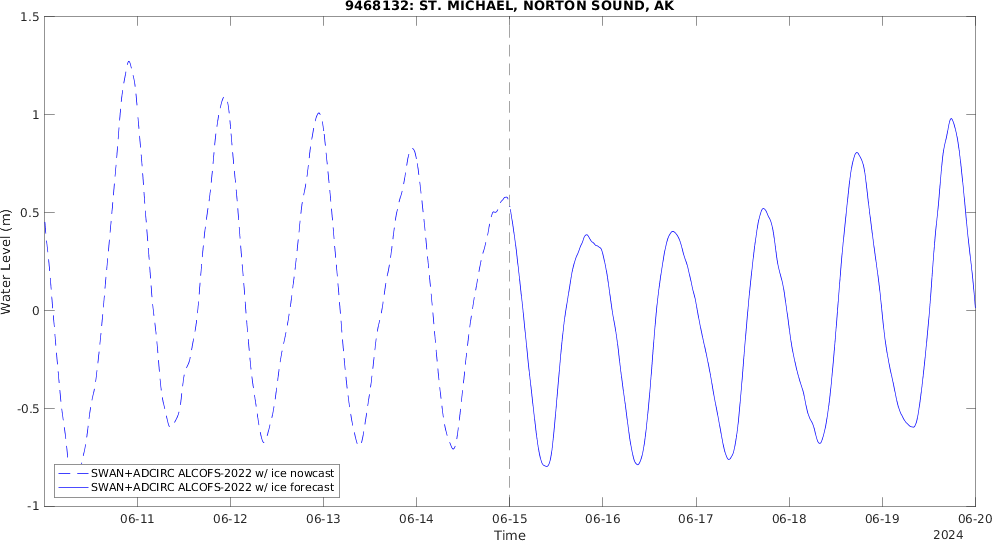 9468132: ST. MICHAEL, NORTON SOUND, AK
1.5
1
0.5
0
-0.5
-1
Water Level (m)
SWAN+ADCIRC ALCOFS-2022 w/ ice nowcast
SWAN+ADCIRC ALCOFS-2022 w/ ice forecast
06-11 06-12 06-13 06-14 06-15 06-16 06-17 06-18 06-19 06-20
Time
2024